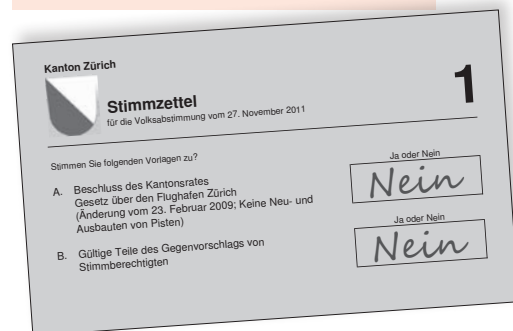 Kanton Zürich
Stimmzettel
für die Volksabstimmung vom 27. November 2011
1
Stimmen Sie folgenden Vorlagen zu?
Ja oder Nein
A. Beschluss des Kantonsrates
Gesetz über den Flughafen Zürich
(Änderung vom 23. Februar 2009; Keine Neu- und
Ausbauten von Pisten)
Nein
Ja oder Nein
B. Gültige Teile des Gegenvorschlags von
Stimmberechtigten
Nein